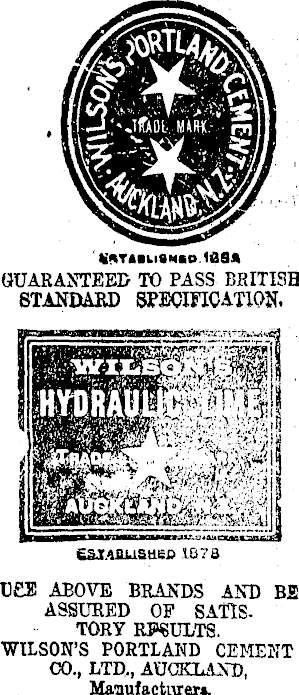 WILSON'S PORTLAND CEMENT
TRADE MARK
AUCKLAND, N.Z.
ESTABLISHED
GUARANTEED TO PASS BRITISH
STANDARD SPECIFICATION.
WILSON'S
HYDRAULIC LIME
TRADE
AUCKLAND
ESTABLISHED 1878
USE ABOVE BRANDS AND BE
ASSURED OF SATIS-
TORY RESULTS.
WILSON'S PORTLAND CEMENT
CO., LTD., AUCKLAND,
Manufacturers.